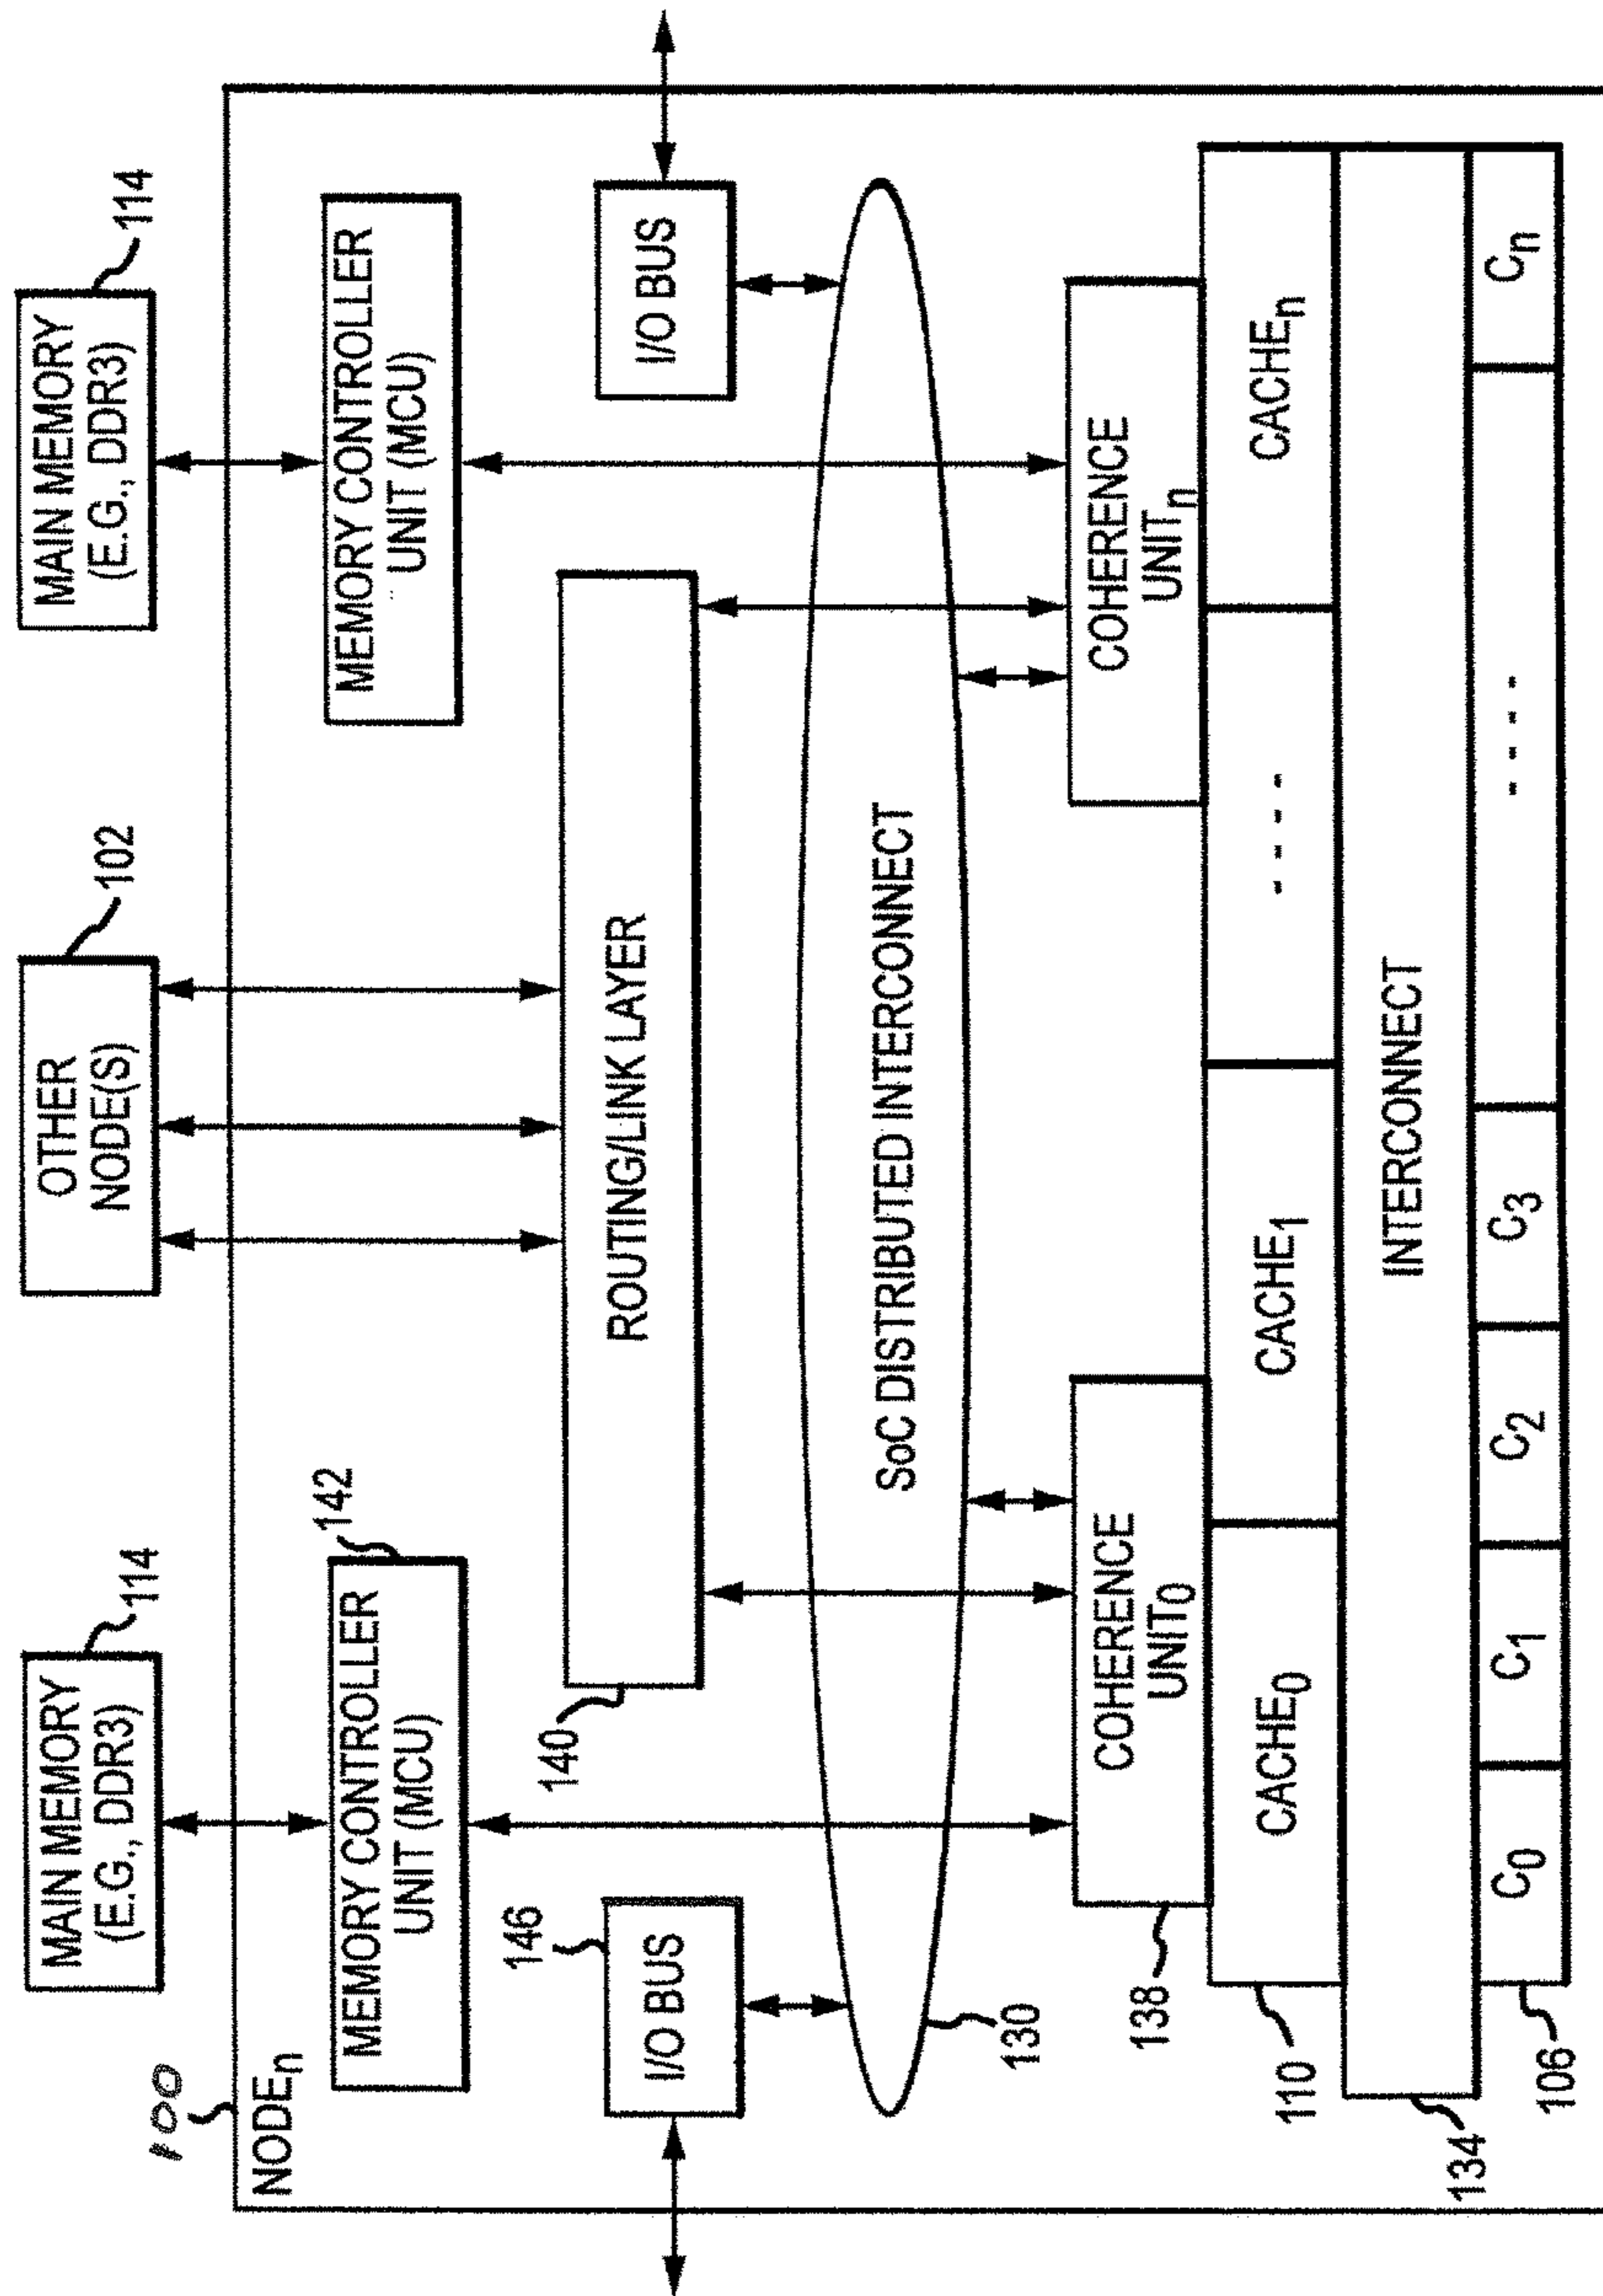 MAIN MEMORY
(E.G., DDR3)
114
OTHER
NODE(S)
102
MAIN MEMORY
(E.G., DDR3)
114
100
NODEn
MEMORY CONTROLLER
UNIT (MCU)
142
MEMORY CONTROLLER
UNIT (MCU)
146
I/O BUS
140
ROUTING/LINK LAYER
I/O BUS
SoC DISTRIBUTED INTERCONNECT
130
138
COHERENCE
UNIT0
COHERENCE
UNITn
110
CACHE0
CACHE1
- - - -
CACHEn
134
INTERCONNECT
106
C0
C1
C2
C3
- - - -
Cn